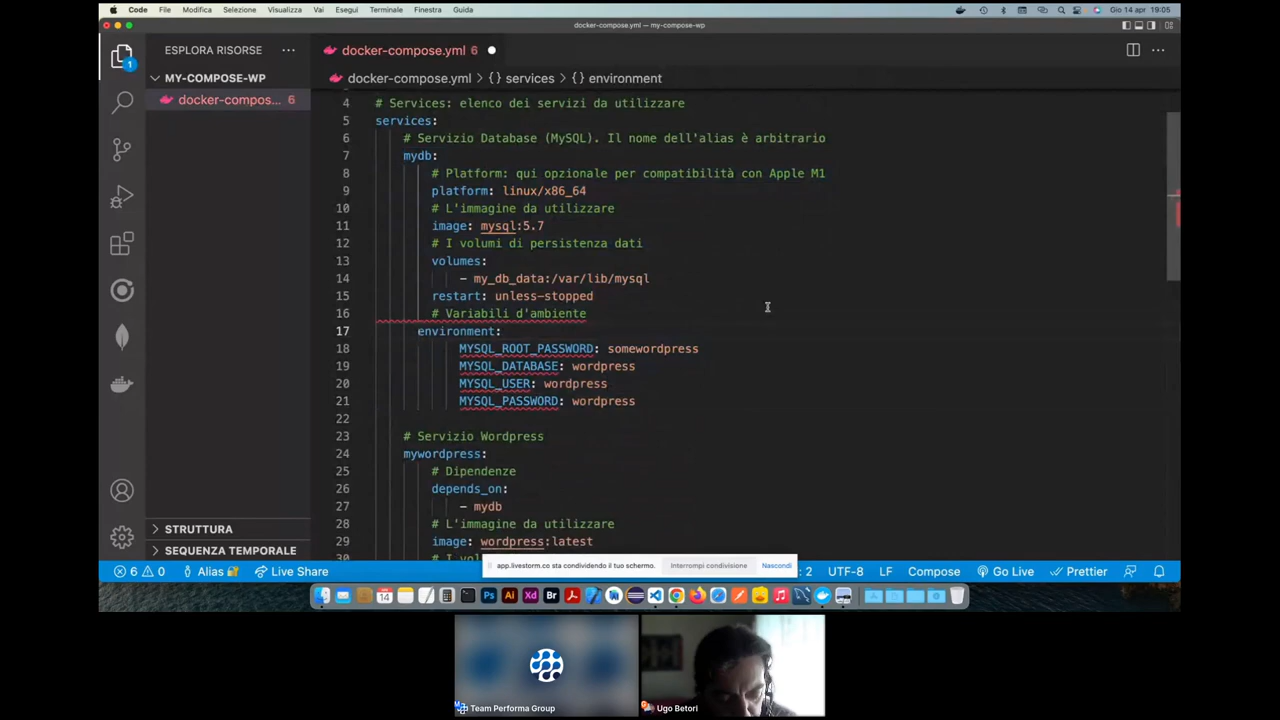 Code File Modifica Selezione Visualizza Vai Esegui Terminale Finestra Guida Gio 14 apr 19:05
docker-compose.yml — my-compose-wp
ESPLORA RISORSE ···
docker-compose.yml 6
MY-COMPOSE-WP
docker-compos... 6
1
docker-compose.yml > {} services > {} environment
4 # Services: elenco dei servizi da utilizzare
5 services:
6 # Servizio Database (MySQL). Il nome dell'alias è arbitrario
7 mydb:
8 # Platform: qui opzionale per compatibilità con Apple M1
9 platform: linux/x86_64
10 # L'immagine da utilizzare
11 image: mysql:5.7
12 # I volumi di persistenza dati
13 volumes:
14 - my_db_data:/var/lib/mysql
15 restart: unless-stopped
16 # Variabili d'ambiente
17 environment:
18 MYSQL_ROOT_PASSWORD: somewordpress
19 MYSQL_DATABASE: wordpress
20 MYSQL_USER: wordpress
21 MYSQL_PASSWORD: wordpress
22
23 # Servizio Wordpress
24 mywordpress:
25 # Dipendenze
26 depends_on:
27 - mydb
28 # L'immagine da utilizzare
29 image: wordpress:latest
30
STRUTTURA
SEQUENZA TEMPORALE
app.livestorm.co sta condividendo il tuo schermo. Interrompi condivisione Nascondi
6 0 Alias Live Share : 2 UTF-8 LF Compose Go Live Prettier
14 Ps Ai Xd Br
Team Performa Group
Ugo Betori